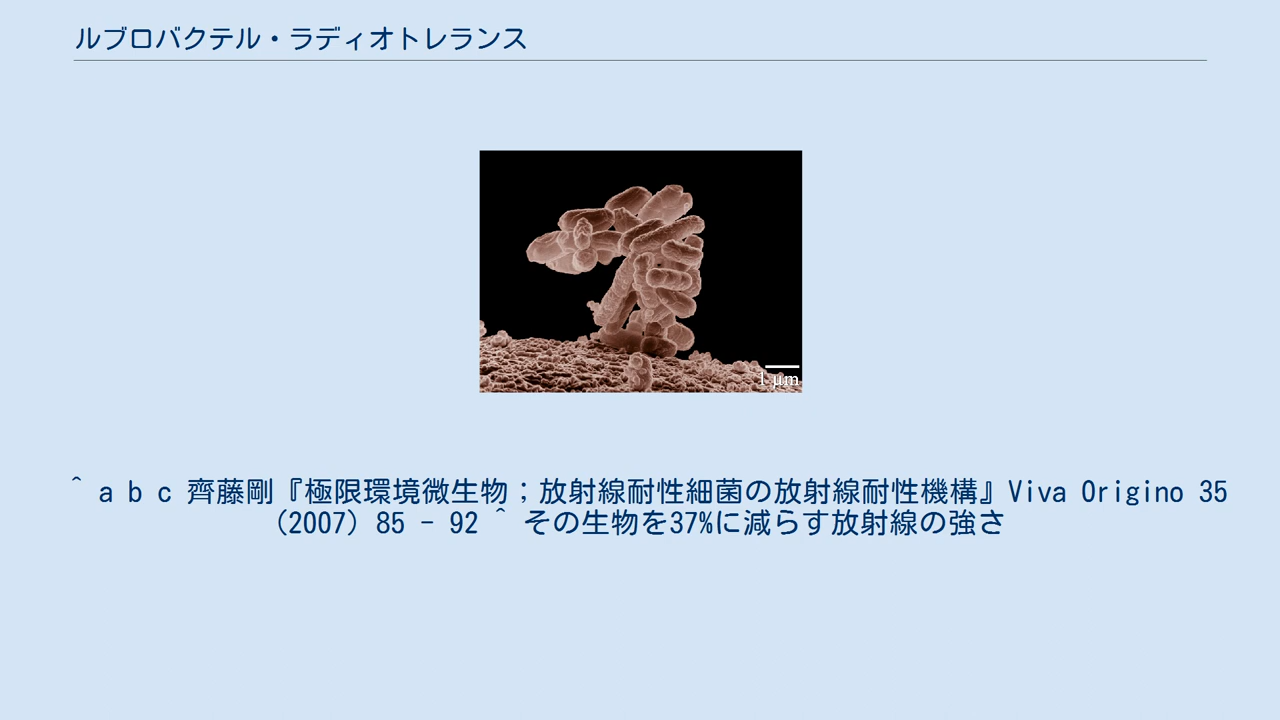 ルブロバクテル・ラディオトレランス
1 μm
^ a b c 齊藤剛『極限環境微生物；放射線耐性細菌の放射線耐性機構』Viva Origino 35
(2007) 85 - 92 ^ その生物を37%に減らす放射線の強さ